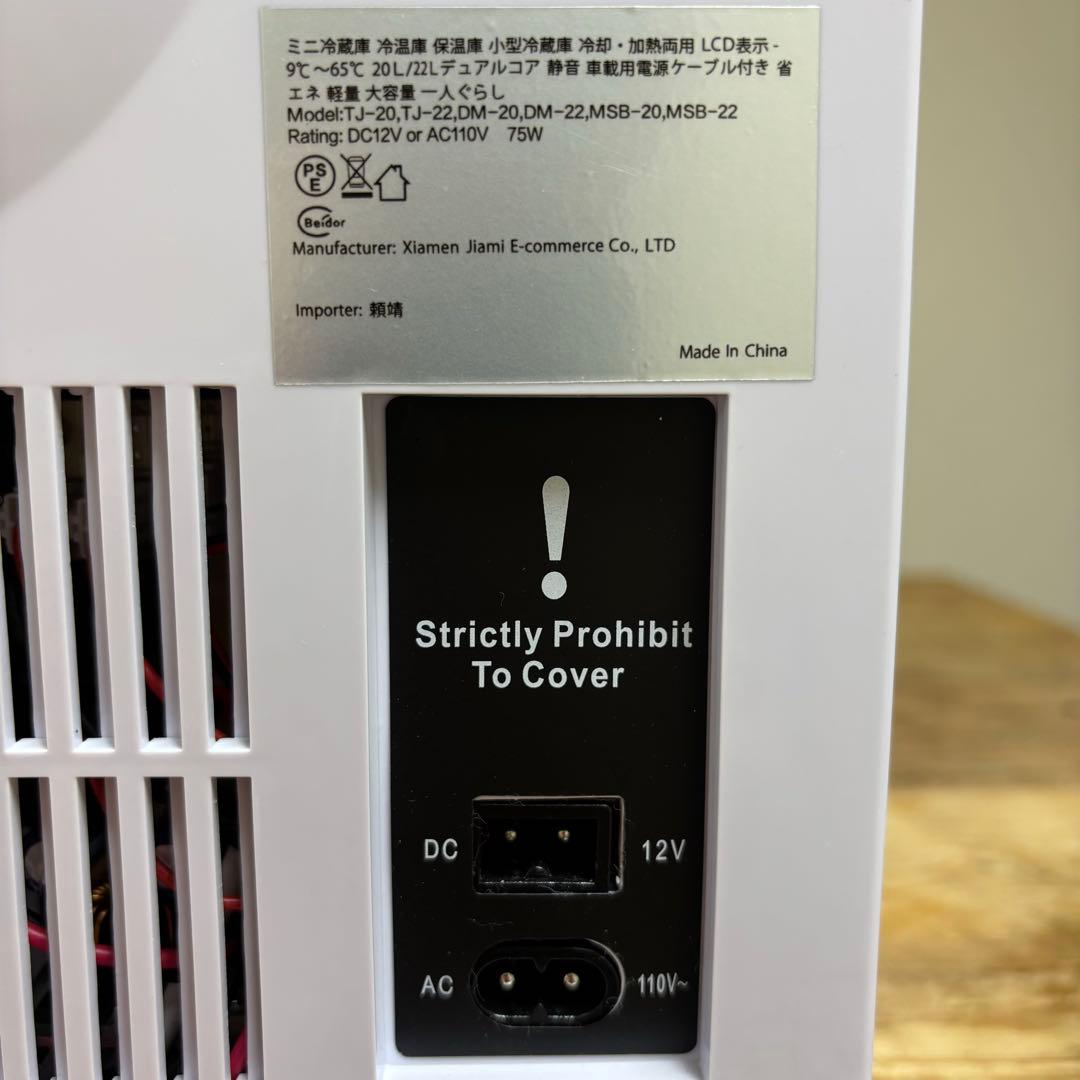 ミニ冷蔵庫 冷温庫 保温庫 小型冷蔵庫 冷却・加熱両用 LCD表示 -
9℃～65℃ 20L/22Lデュアルコア 静音 車載用電源ケーブル付き 省
エネ 軽量 大容量 一人ぐらし
Model:TJ-20,TJ-22,DM-20,DM-22,MSB-20,MSB-22
Rating: DC12V or AC110V 75W
PS
E
Beidor
Manufacturer: Xiamen Jiami E-commerce Co., LTD
Importer: 頼靖
Made In China
Strictly Prohibit
To Cover
DC 12V
AC 110V~